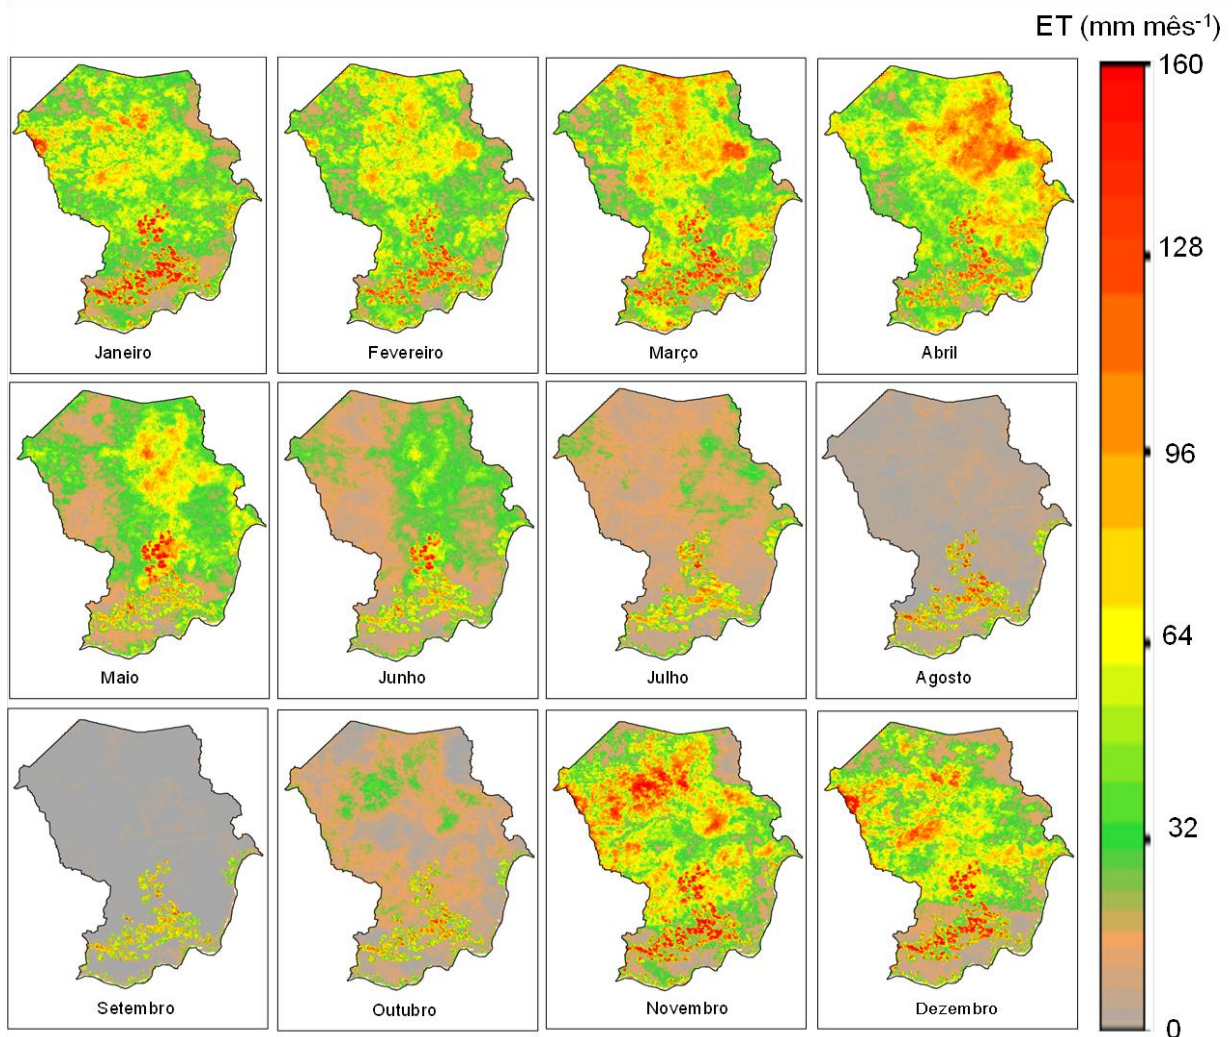 ET (mm mês-1)
160
128
96
64
32
0
Janeiro
Fevereiro
Março
Abril
Maio
Junho
Julho
Agosto
Setembro
Outubro
Novembro
Dezembro